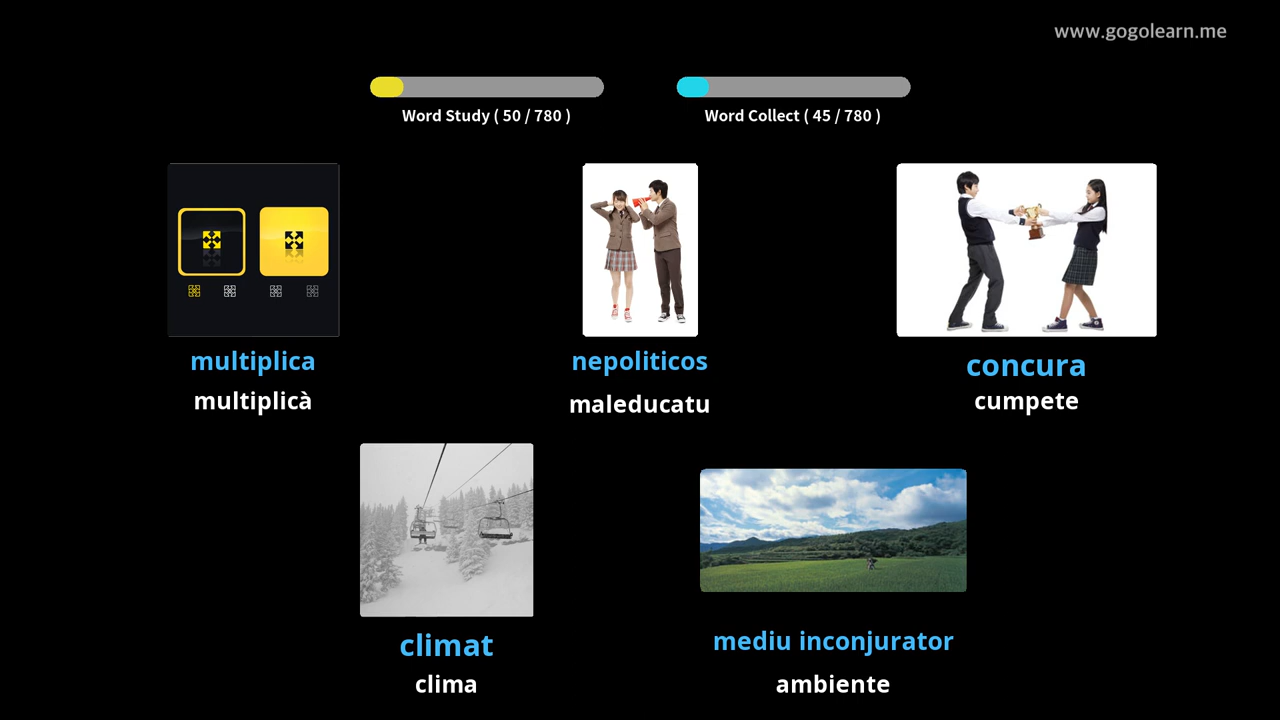 www.gogolearn.me
Word Study ( 50 / 780 )
Word Collect ( 45 / 780 )
multiplica
multiplicà
nepoliticos
maleducatu
concura
cumpete
climat
clima
mediu inconjurator
ambiente